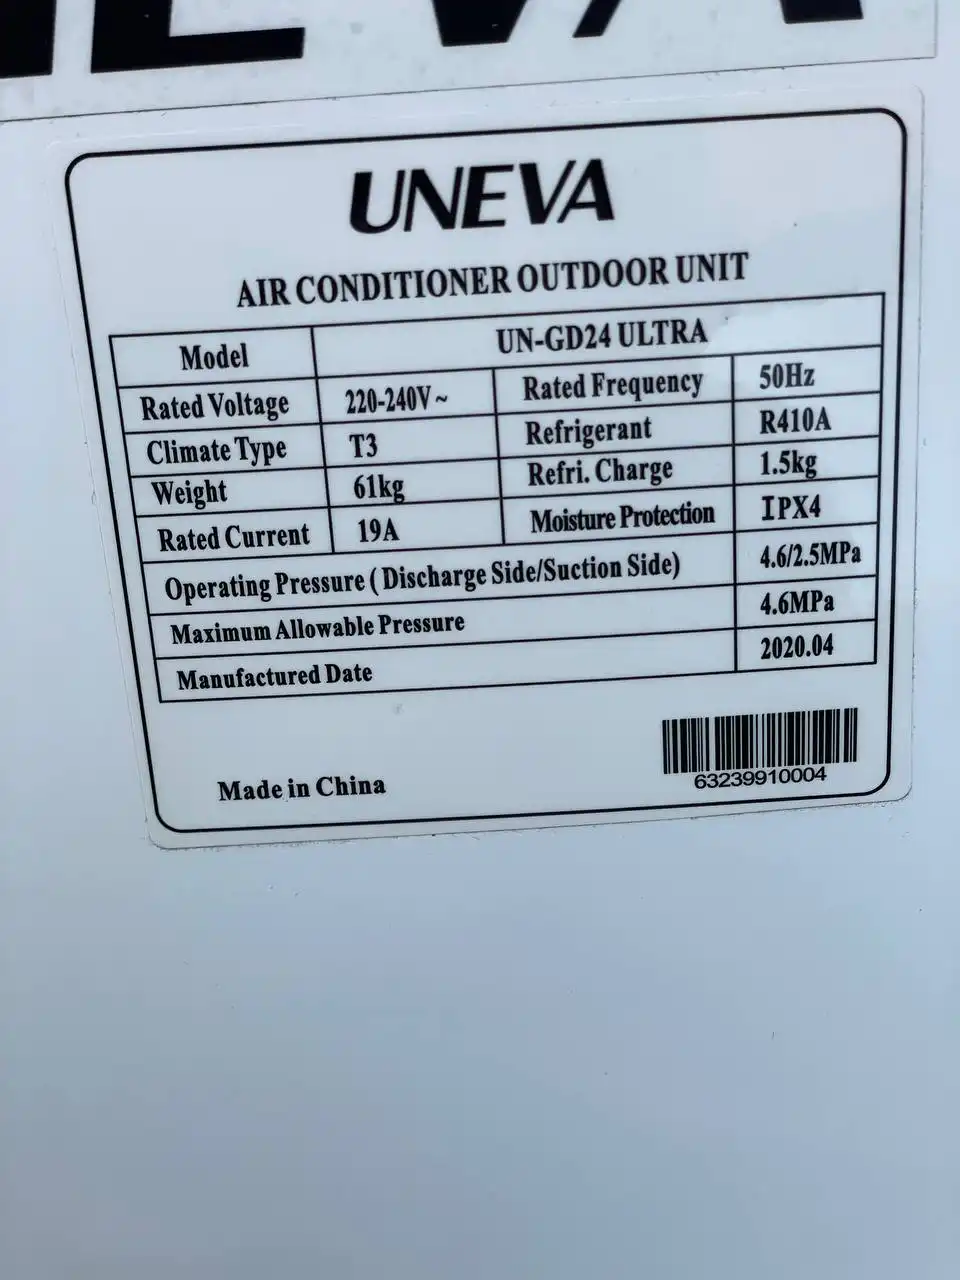 UNEVA
AIR CONDITIONER OUTDOOR UNIT
Model UN-GD24 ULTRA
Rated Voltage 220-240V~ Rated Frequency 50Hz
Climate Type T3 Refrigerant R410A
Weight 61kg Refri. Charge 1.5kg
Rated Current 19A Moisture Protection IPX4
Operating Pressure ( Discharge Side/Suction Side) 4.6/2.5MPa
Maximum Allowable Pressure 4.6MPa
Manufactured Date 2020.04
Made in China
63239910004